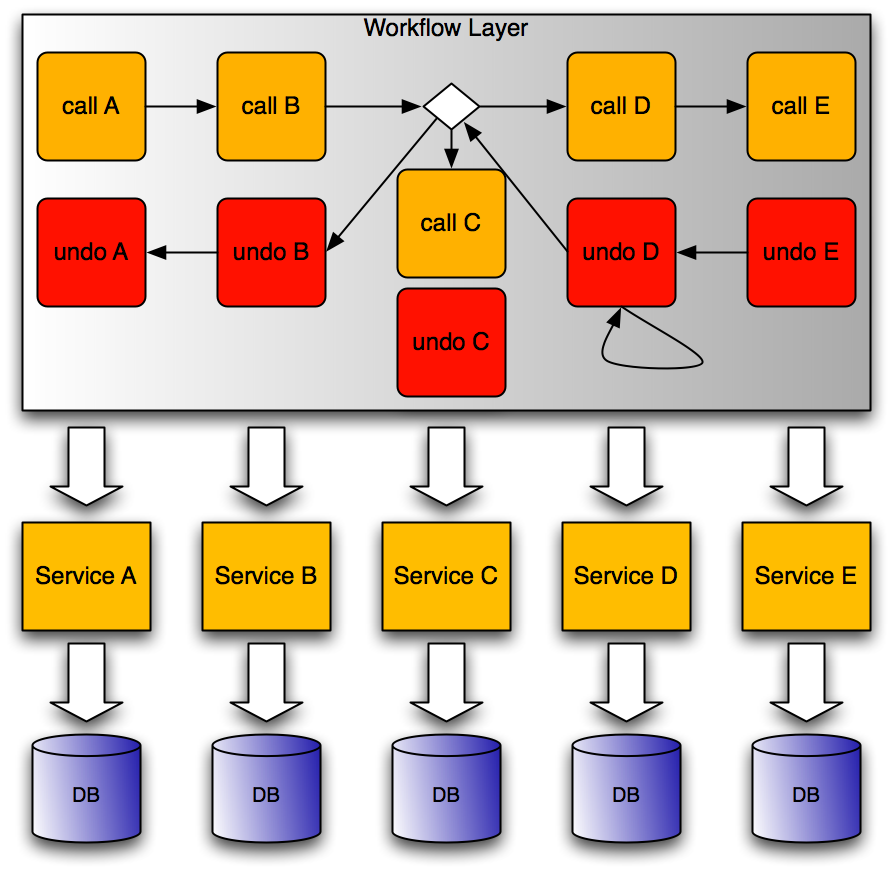 Workflow Layer
call A
call B
call D
call E
call C
undo A
undo B
undo D
undo E
undo C
Service A
Service B
Service C
Service D
Service E
DB
DB
DB
DB
DB